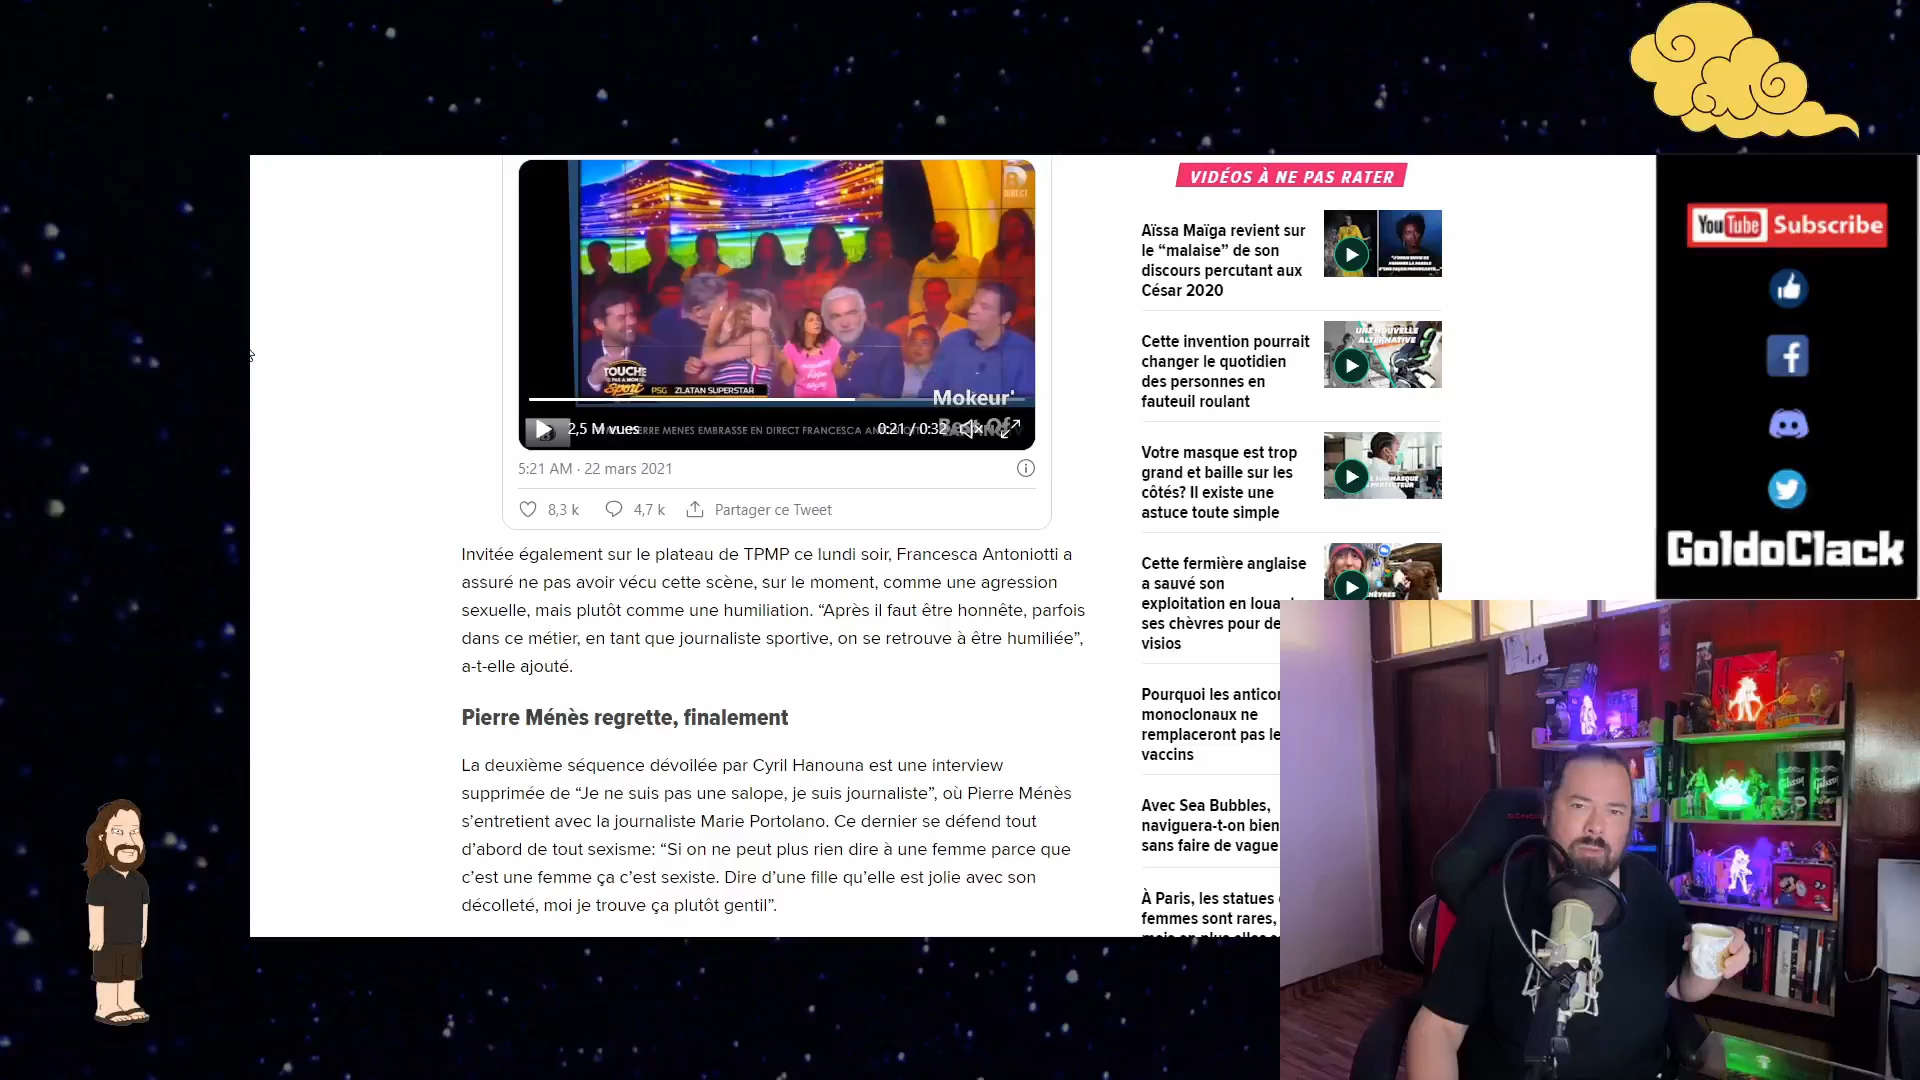 DIRECT
TOUCHE
PAS A MON
Sport
PSG ZLATAN SUPERSTAR
Mokeur'
Best Of
2,5 M vues
0:21 / 0:32
5:21 AM · 22 mars 2021
8,3 k
4,7 k
Partager ce Tweet
Invitée également sur le plateau de TPMP ce lundi soir, Francesca Antoniotti a
assuré ne pas avoir vécu cette scène, sur le moment, comme une agression
sexuelle, mais plutôt comme une humiliation. “Après il faut être honnête, parfois
dans ce métier, en tant que journaliste sportive, on se retrouve à être humiliée”,
a-t-elle ajouté.
Pierre Ménès regrette, finalement
La deuxième séquence dévoilée par Cyril Hanouna est une interview
supprimée de “Je ne suis pas une salope, je suis journaliste”, où Pierre Ménès
s’entretient avec la journaliste Marie Portolano. Ce dernier se défend tout
d’abord de tout sexisme: “Si on ne peut plus rien dire à une femme parce que
c’est une femme ça c’est sexiste. Dire d’une fille qu’elle est jolie avec son
décolleté, moi je trouve ça plutôt gentil”.
VIDÉOS À NE PAS RATER
Aïssa Maïga revient sur
le “malaise” de son
discours percutant aux
César 2020
Cette invention pourrait
changer le quotidien
des personnes en
fauteuil roulant
UNE NOUVELLE
ALTERNATIVE
Votre masque est trop
grand et baille sur les
côtés? Il existe une
astuce toute simple
Cette fermière anglaise
a sauvé son
exploitation en loua
ses chèvres pour de
visios
Pourquoi les antico
monoclonaux ne
remplaceront pas le
vaccins
Avec Sea Bubbles,
naviguera-t-on bien
sans faire de vague
À Paris, les statues
femmes sont rares,
YouTube Subscribe
GoldoClack